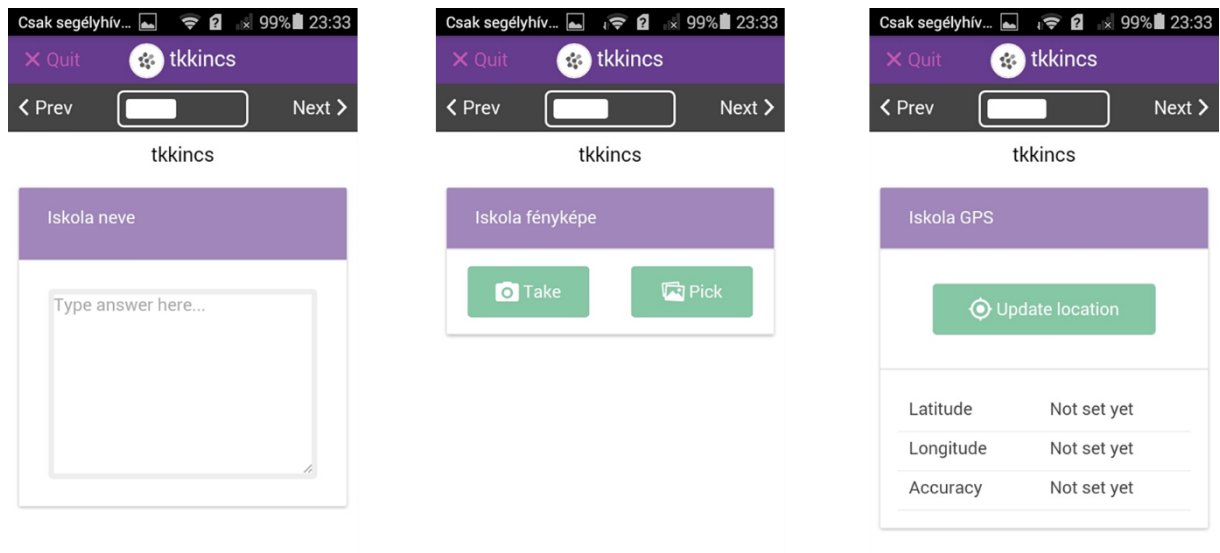 Csak segélyhív... 99% 23:33
Quit tkkincs
Prev Next
tkkincs
Iskola neve
Type answer here...
Csak segélyhív... 99% 23:33
Quit tkkincs
Prev Next
tkkincs
Iskola fényképe
Take Pick
Csak segélyhív... 99% 23:33
Quit tkkincs
Prev Next
tkkincs
Iskola GPS
Update location
Latitude Not set yet
Longitude Not set yet
Accuracy Not set yet